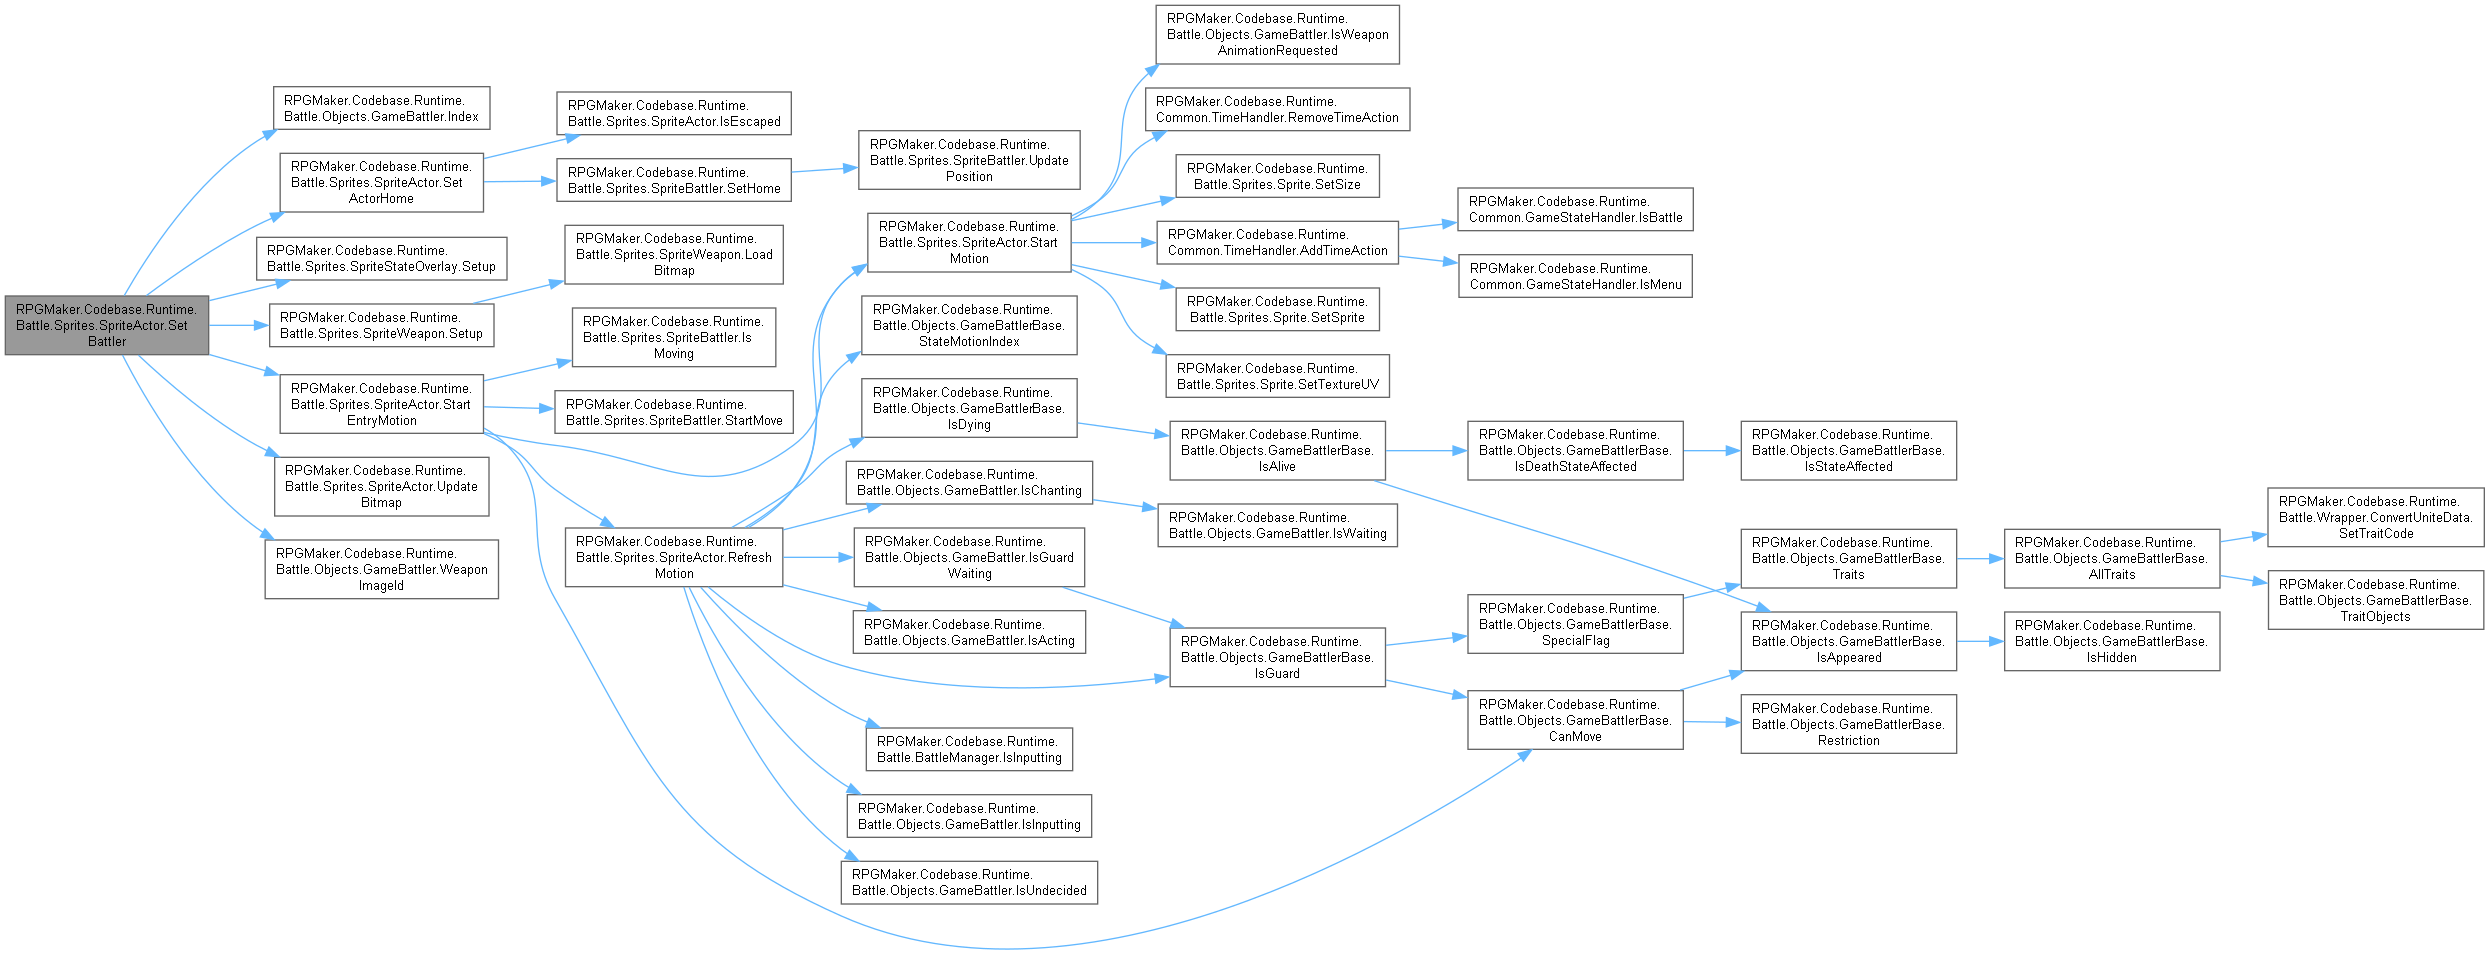 RPGMaker.Codebase.Runtime.
Battle.Sprites.SpriteActor.Set
Battler
RPGMaker.Codebase.Runtime.
Battle.Objects.GameBattler.Index
RPGMaker.Codebase.Runtime.
Battle.Sprites.SpriteActor.Set
ActorHome
RPGMaker.Codebase.Runtime.
Battle.Sprites.SpriteStateOverlay.Setup
RPGMaker.Codebase.Runtime.
Battle.Sprites.SpriteWeapon.Setup
RPGMaker.Codebase.Runtime.
Battle.Sprites.SpriteActor.Start
EntryMotion
RPGMaker.Codebase.Runtime.
Battle.Sprites.SpriteActor.Update
Bitmap
RPGMaker.Codebase.Runtime.
Battle.Objects.GameBattler.Weapon
ImageId
RPGMaker.Codebase.Runtime.
Battle.Sprites.SpriteActor.IsEscaped
RPGMaker.Codebase.Runtime.
Battle.Sprites.SpriteBattler.SetHome
RPGMaker.Codebase.Runtime.
Battle.Sprites.SpriteWeapon.Load
Bitmap
RPGMaker.Codebase.Runtime.
Battle.Sprites.SpriteBattler.Is
Moving
RPGMaker.Codebase.Runtime.
Battle.Sprites.SpriteBattler.StartMove
RPGMaker.Codebase.Runtime.
Battle.Sprites.SpriteActor.Refresh
Motion
RPGMaker.Codebase.Runtime.
Battle.Sprites.SpriteBattler.Update
Position
RPGMaker.Codebase.Runtime.
Battle.Sprites.SpriteActor.Start
Motion
RPGMaker.Codebase.Runtime.
Battle.Objects.GameBattlerBase.
StateMotionIndex
RPGMaker.Codebase.Runtime.
Battle.Objects.GameBattlerBase.
IsDying
RPGMaker.Codebase.Runtime.
Battle.Objects.GameBattler.IsChanting
RPGMaker.Codebase.Runtime.
Battle.Objects.GameBattler.IsGuard
Waiting
RPGMaker.Codebase.Runtime.
Battle.Objects.GameBattler.IsActing
RPGMaker.Codebase.Runtime.
Battle.BattleManager.IsInputting
RPGMaker.Codebase.Runtime.
Battle.Objects.GameBattler.IsInputting
RPGMaker.Codebase.Runtime.
Battle.Objects.GameBattler.IsUndecided
RPGMaker.Codebase.Runtime.
Battle.Objects.GameBattler.IsWeapon
AnimationRequested
RPGMaker.Codebase.Runtime.
Common.TimeHandler.RemoveTimeAction
RPGMaker.Codebase.Runtime.
Battle.Sprites.Sprite.SetSize
RPGMaker.Codebase.Runtime.
Common.TimeHandler.AddTimeAction
RPGMaker.Codebase.Runtime.
Battle.Sprites.Sprite.SetSprite
RPGMaker.Codebase.Runtime.
Battle.Sprites.Sprite.SetTextureUV
RPGMaker.Codebase.Runtime.
Battle.Objects.GameBattlerBase.
IsAlive
RPGMaker.Codebase.Runtime.
Battle.Objects.GameBattler.IsWaiting
RPGMaker.Codebase.Runtime.
Battle.Objects.GameBattlerBase.
IsGuard
RPGMaker.Codebase.Runtime.
Common.GameStateHandler.IsBattle
RPGMaker.Codebase.Runtime.
Common.GameStateHandler.IsMenu
RPGMaker.Codebase.Runtime.
Battle.Objects.GameBattlerBase.
IsDeathStateAffected
RPGMaker.Codebase.Runtime.
Battle.Objects.GameBattlerBase.
SpecialFlag
RPGMaker.Codebase.Runtime.
Battle.Objects.GameBattlerBase.
CanMove
RPGMaker.Codebase.Runtime.
Battle.Objects.GameBattlerBase.
IsStateAffected
RPGMaker.Codebase.Runtime.
Battle.Objects.GameBattlerBase.
Traits
RPGMaker.Codebase.Runtime.
Battle.Objects.GameBattlerBase.
IsAppeared
RPGMaker.Codebase.Runtime.
Battle.Objects.GameBattlerBase.
Restriction
RPGMaker.Codebase.Runtime.
Battle.Objects.GameBattlerBase.
AllTraits
RPGMaker.Codebase.Runtime.
Battle.Objects.GameBattlerBase.
IsHidden
RPGMaker.Codebase.Runtime.
Battle.Wrapper.ConvertUniteData.
SetTraitCode
RPGMaker.Codebase.Runtime.
Battle.Objects.GameBattlerBase.
TraitObjects